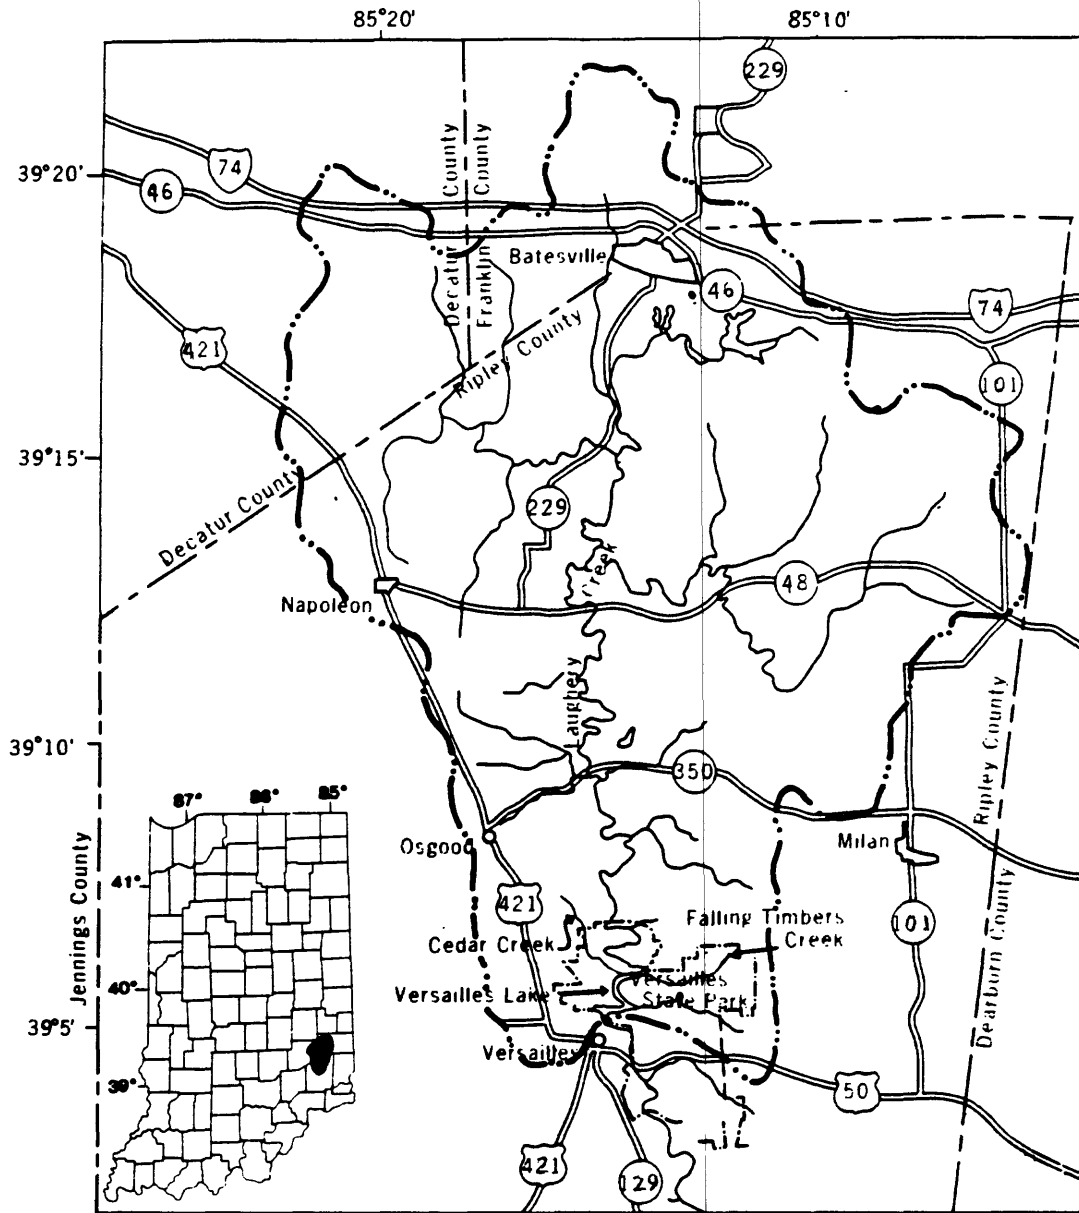 85°20'
85°10'
229
Decatur County
Franklin County
39°20'
74
46
Batesville
46
74
421
Ripley County
101
39°15'
Decatur County
229
Laughery Creek
48
Napoleon
39°10'
350
Ripley County
87°
86°
85°
Osgood
Milan
41°
421
Jennings County
Falling Timbers
Creek
101
Cedar Creek
Dearborn County
Versailles
40°
Versailles Lake
State Park
39°5'
Versailles
39°
50
421
129